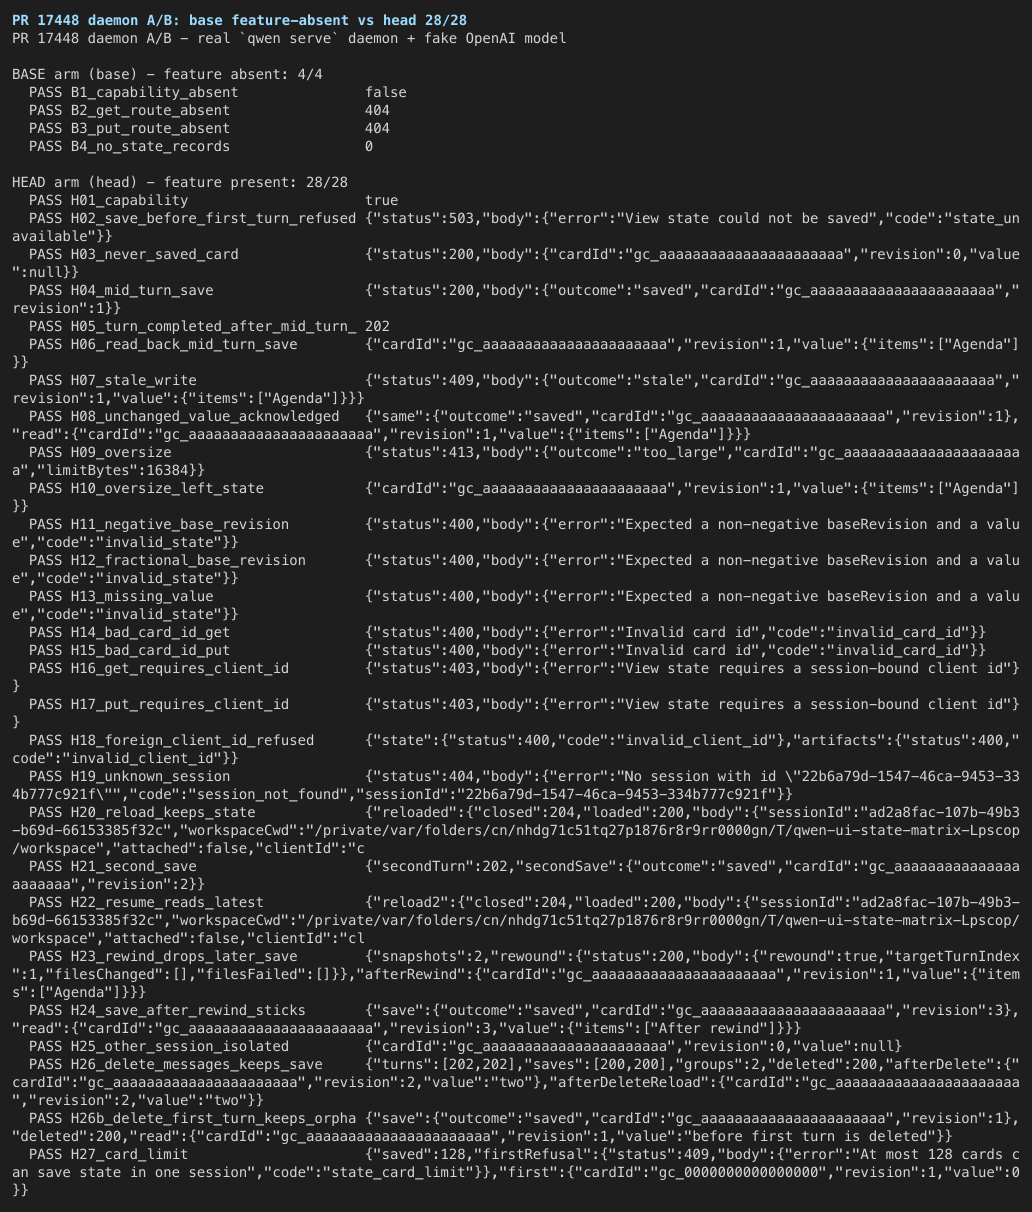 PR 17448 daemon A/B: base feature-absent vs head 28/28
PR 17448 daemon A/B – real `qwen serve` daemon + fake OpenAI model
BASE arm (base) – feature absent: 4/4
PASS B1_capability_absent false
PASS B2_get_route_absent 404
PASS B3_put_route_absent 404
PASS B4_no_state_records 0
HEAD arm (head) – feature present: 28/28
PASS H01_capability true
PASS H02_save_before_first_turn_refused {"status":503,"body":{"error":"View state could not be saved","code":"state_un
available"}}
PASS H03_never_saved_card {"status":200,"body":{"cardId":"gc_aaaaaaaaaaaaaaaaaaaaaa","revision":0,"value
":null}}
PASS H04_mid_turn_save {"status":200,"body":{"outcome":"saved","cardId":"gc_aaaaaaaaaaaaaaaaaaaaaa","
revision":1}}
PASS H05_turn_completed_after_mid_turn_ 202
PASS H06_read_back_mid_turn_save {"cardId":"gc_aaaaaaaaaaaaaaaaaaaaaa","revision":1,"value":{"items":["Agenda"]
}}
PASS H07_stale_write {"status":409,"body":{"outcome":"stale","cardId":"gc_aaaaaaaaaaaaaaaaaaaaaa","
revision":1,"value":{"items":["Agenda"]}}}
PASS H08_unchanged_value_acknowledged {"same":{"outcome":"saved","cardId":"gc_aaaaaaaaaaaaaaaaaaaaaa","revision":1},
"read":{"cardId":"gc_aaaaaaaaaaaaaaaaaaaaaa","revision":1,"value":{"items":["Agenda"]}}}
PASS H09_oversize {"status":413,"body":{"outcome":"too_large","cardId":"gc_aaaaaaaaaaaaaaaaaaaaa
a","limitBytes":16384}}
PASS H10_oversize_left_state {"cardId":"gc_aaaaaaaaaaaaaaaaaaaaaa","revision":1,"value":{"items":["Agenda"]
}}
PASS H11_negative_base_revision {"status":400,"body":{"error":"Expected a non-negative baseRevision and a valu
e","code":"invalid_state"}}
PASS H12_fractional_base_revision {"status":400,"body":{"error":"Expected a non-negative baseRevision and a valu
e","code":"invalid_state"}}
PASS H13_missing_value {"status":400,"body":{"error":"Expected a non-negative baseRevision and a valu
e","code":"invalid_state"}}
PASS H14_bad_card_id_get {"status":400,"body":{"error":"Invalid card id","code":"invalid_card_id"}}
PASS H15_bad_card_id_put {"status":400,"body":{"error":"Invalid card id","code":"invalid_card_id"}}
PASS H16_get_requires_client_id {"status":403,"body":{"error":"View state requires a session-bound client id"}
}
PASS H17_put_requires_client_id {"status":403,"body":{"error":"View state requires a session-bound client id"}
}
PASS H18_foreign_client_id_refused {"state":{"status":400,"code":"invalid_client_id"},"artifacts":{"status":400,"
code":"invalid_client_id"}}
PASS H19_unknown_session {"status":404,"body":{"error":"No session with id \"22b6a79d-1547-46ca-9453-33
4b777c921f\"","code":"session_not_found","sessionId":"22b6a79d-1547-46ca-9453-334b777c921f"}}
PASS H20_reload_keeps_state {"reloaded":{"closed":204,"loaded":200,"body":{"sessionId":"ad2a8fac-107b-49b3
-b69d-66153385f32c","workspaceCwd":"/private/var/folders/cn/nhdg71c51tq27p1876r8r9rr0000gn/T/qwen-ui-state-matrix-Lpscop
/workspace","attached":false,"clientId":"c
PASS H21_second_save {"secondTurn":202,"secondSave":{"outcome":"saved","cardId":"gc_aaaaaaaaaaaaaaa
aaaaaaa","revision":2}}
PASS H22_resume_reads_latest {"reload2":{"closed":204,"loaded":200,"body":{"sessionId":"ad2a8fac-107b-49b3-
b69d-66153385f32c","workspaceCwd":"/private/var/folders/cn/nhdg71c51tq27p1876r8r9rr0000gn/T/qwen-ui-state-matrix-Lpscop/
workspace","attached":false,"clientId":"cl
PASS H23_rewind_drops_later_save {"snapshots":2,"rewound":{"status":200,"body":{"rewound":true,"targetTurnIndex
":1,"filesChanged":[],"filesFailed":[]}},"afterRewind":{"cardId":"gc_aaaaaaaaaaaaaaaaaaaaaa","revision":1,"value":{"item
s":["Agenda"]}}}
PASS H24_save_after_rewind_sticks {"save":{"outcome":"saved","cardId":"gc_aaaaaaaaaaaaaaaaaaaaaa","revision":3},
"read":{"cardId":"gc_aaaaaaaaaaaaaaaaaaaaaa","revision":3,"value":{"items":["After rewind"]}}}
PASS H25_other_session_isolated {"cardId":"gc_aaaaaaaaaaaaaaaaaaaaaa","revision":0,"value":null}
PASS H26_delete_messages_keeps_save {"turns":[202,202],"saves":[200,200],"groups":2,"deleted":200,"afterDelete":{"
cardId":"gc_aaaaaaaaaaaaaaaaaaaaaa","revision":2,"value":"two"},"afterDeleteReload":{"cardId":"gc_aaaaaaaaaaaaaaaaaaaaaa
","revision":2,"value":"two"}}
PASS H26b_delete_first_turn_keeps_orpha {"save":{"outcome":"saved","cardId":"gc_aaaaaaaaaaaaaaaaaaaaaa","revision":1},
"deleted":200,"read":{"cardId":"gc_aaaaaaaaaaaaaaaaaaaaaa","revision":1,"value":"before first turn is deleted"}}
PASS H27_card_limit {"saved":128,"firstRefusal":{"status":409,"body":{"error":"At most 128 cards c
an save state in one session","code":"state_card_limit"}},"first":{"cardId":"gc_0000000000000000","revision":1,"value":0
}}